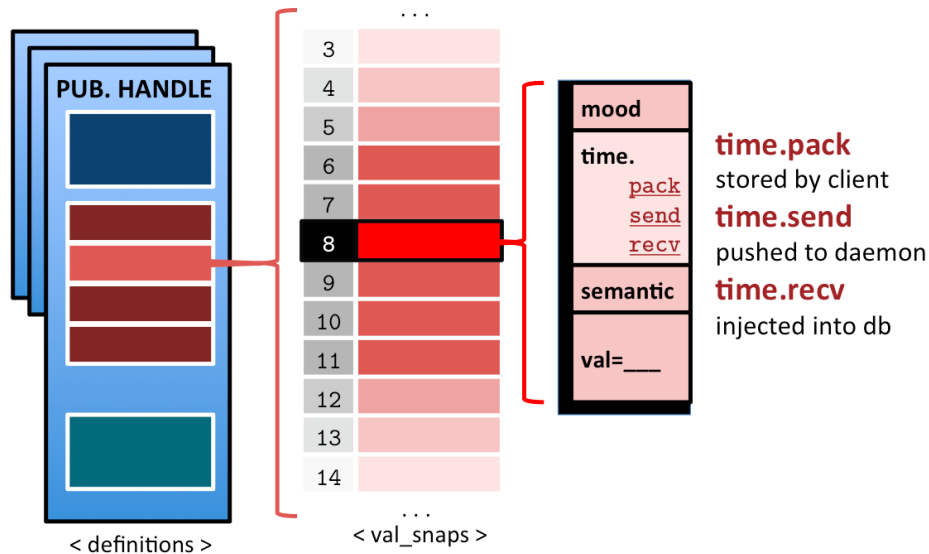 PUB. HANDLE
< definitions >
. . .
3
4
5
6
7
8
9
10
11
12
13
14
. . .
< val_snaps >
mood
time.
pack
send
recv
semantic
val=___
time.pack
stored by client
time.send
pushed to daemon
time.recv
injected into db